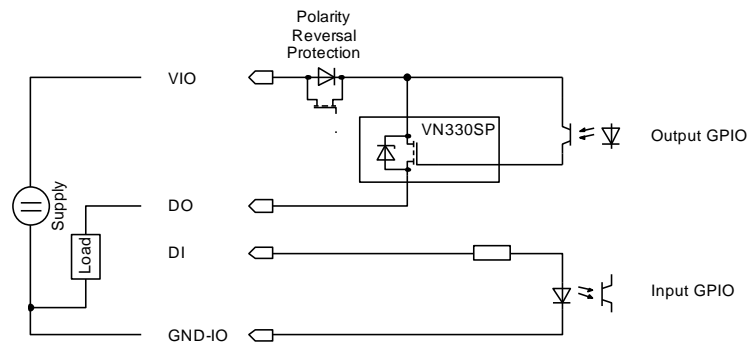 Polarity
Reversal
Protection
VIO
VN330SP
Output GPIO
Supply
DO
Load
DI
Input GPIO
GND-IO